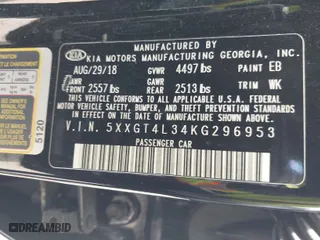 MANUFACTURED BY
KIA KIA MOTORS MANUFACTURING GEORGIA, INC.
AUG/29/18 GVWR 4497 lbs PAINT EB
GAWR GAWR
FRONT 2557 lbs REAR 2513 lbs TRIM WK
THIS VEHICLE CONFORMS TO ALL APPLICABLE
FEDERAL MOTOR VEHICLE SAFETY, BUMPER, AND
THEFT PREVENTION STANDARDS IN EFFECT ON THE
DATE OF MANUFACTURE SHOWN ABOVE.
V.I.N. 5XXGT4L34KG296953
PASSENGER CAR
5120
© DREAMBID